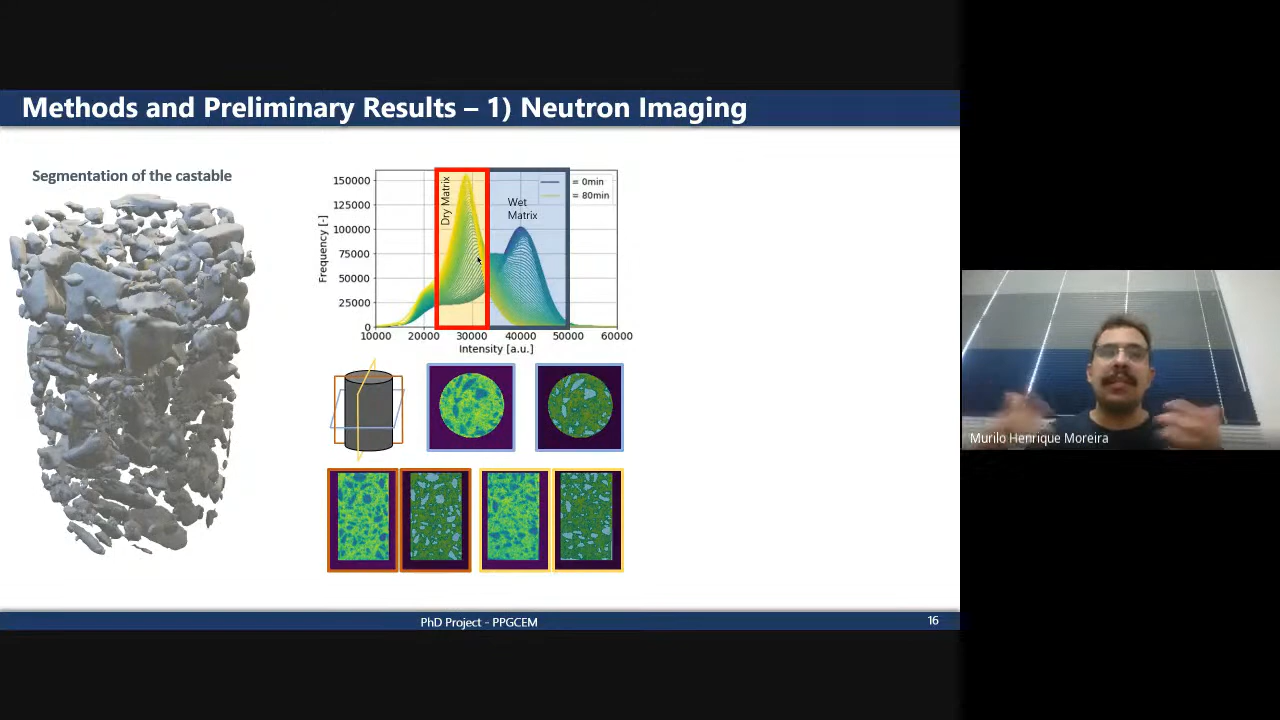 Methods and Preliminary Results – 1) Neutron Imaging
Segmentation of the castable
150000
125000
100000
75000
50000
25000
0
Frequency [-]
Dry Matrix
Wet
Matrix
= 0min
= 80min
10000 20000 30000 40000 50000 60000
Intensity [a.u.]
Murilo Henrique Moreira
PhD Project - PPGCEM
16